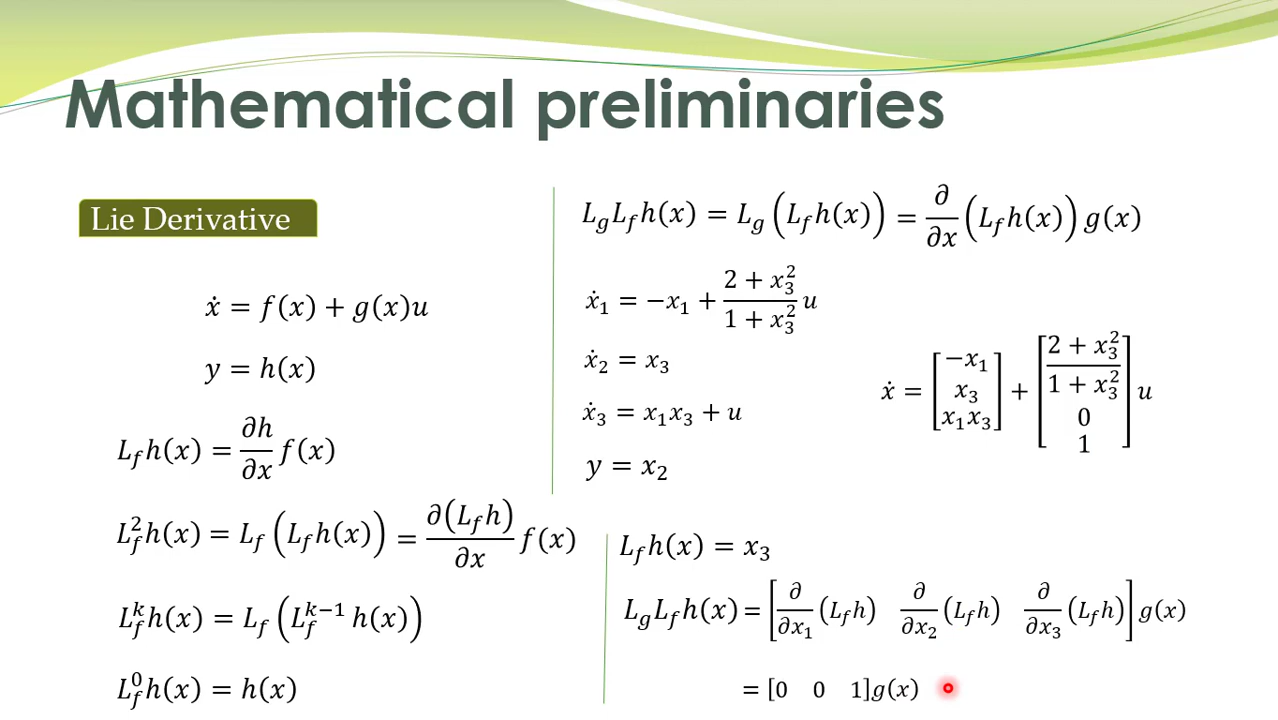 Mathematical preliminaries
Lie Derivative
ẋ = f(x) + g(x)u
y = h(x)
L_f h(x) = ∂h/∂x f(x)
L_f^2 h(x) = L_f (L_f h(x)) = ∂(L_f h)/∂x f(x)
L_f^k h(x) = L_f (L_f^{k−1} h(x))
L_f^0 h(x) = h(x)
L_g L_f h(x) = L_g (L_f h(x)) = ∂/∂x (L_f h(x)) g(x)
ẋ_1 = −x_1 + (2 + x_3^2)/(1 + x_3^2) u
ẋ_2 = x_3
ẋ_3 = x_1 x_3 + u
y = x_2
ẋ = [−x_1; x_3; x_1 x_3] + [(2 + x_3^2)/(1 + x_3^2); 0; 1] u
L_f h(x) = x_3
L_g L_f h(x) = [∂/∂x_1 (L_f h) ∂/∂x_2 (L_f h) ∂/∂x_3 (L_f h)] g(x)
= [0 0 1]g(x)